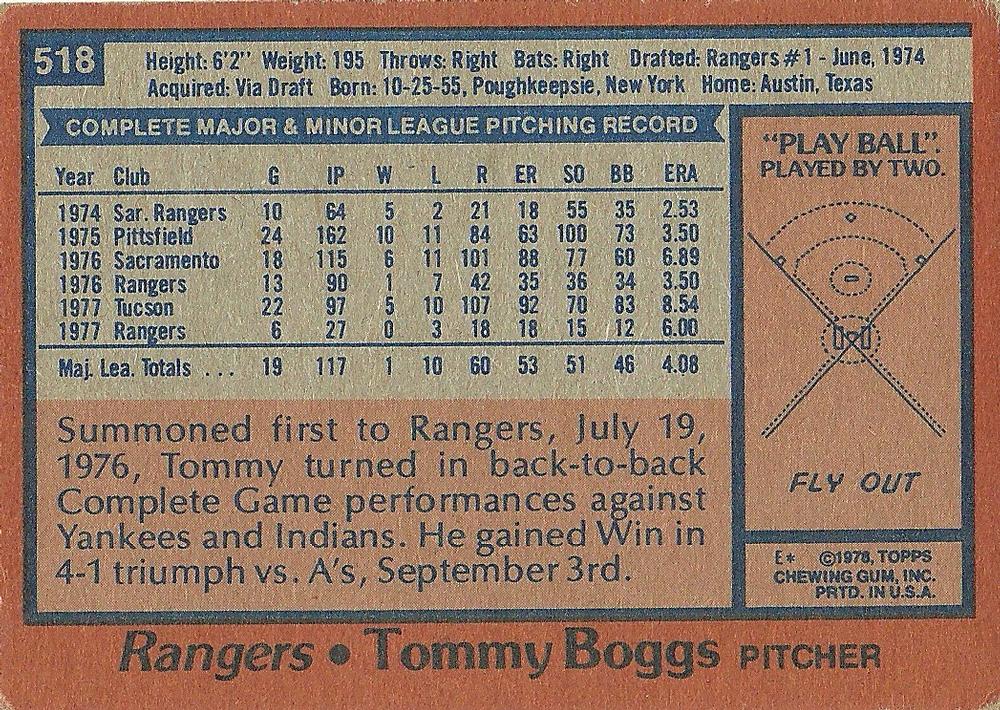 518
Height: 6'2" Weight: 195 Throws: Right Bats: Right Drafted: Rangers #1 - June, 1974
Acquired: Via Draft Born: 10-25-55, Poughkeepsie, New York Home: Austin, Texas
COMPLETE MAJOR & MINOR LEAGUE PITCHING RECORD
Year Club G IP W L R ER SO BB ERA
1974 Sar. Rangers 10 64 5 2 21 18 55 35 2.53
1975 Pittsfield 24 162 10 11 84 63 100 73 3.50
1976 Sacramento 18 115 6 11 101 88 77 60 6.89
1976 Rangers 13 90 1 7 42 35 36 34 3.50
1977 Tucson 22 97 5 10 107 92 70 83 8.54
1977 Rangers 6 27 0 3 18 18 15 12 6.00
Maj. Lea. Totals ... 19 117 1 10 60 53 51 46 4.08
Summoned first to Rangers, July 19,
1976, Tommy turned in back-to-back
Complete Game performances against
Yankees and Indians. He gained Win in
4-1 triumph vs. A's, September 3rd.
"PLAY BALL".
PLAYED BY TWO.
FLY OUT
E* ©1978, TOPPS
CHEWING GUM, INC.
PRTD. IN U.S.A.
Rangers • Tommy Boggs PITCHER